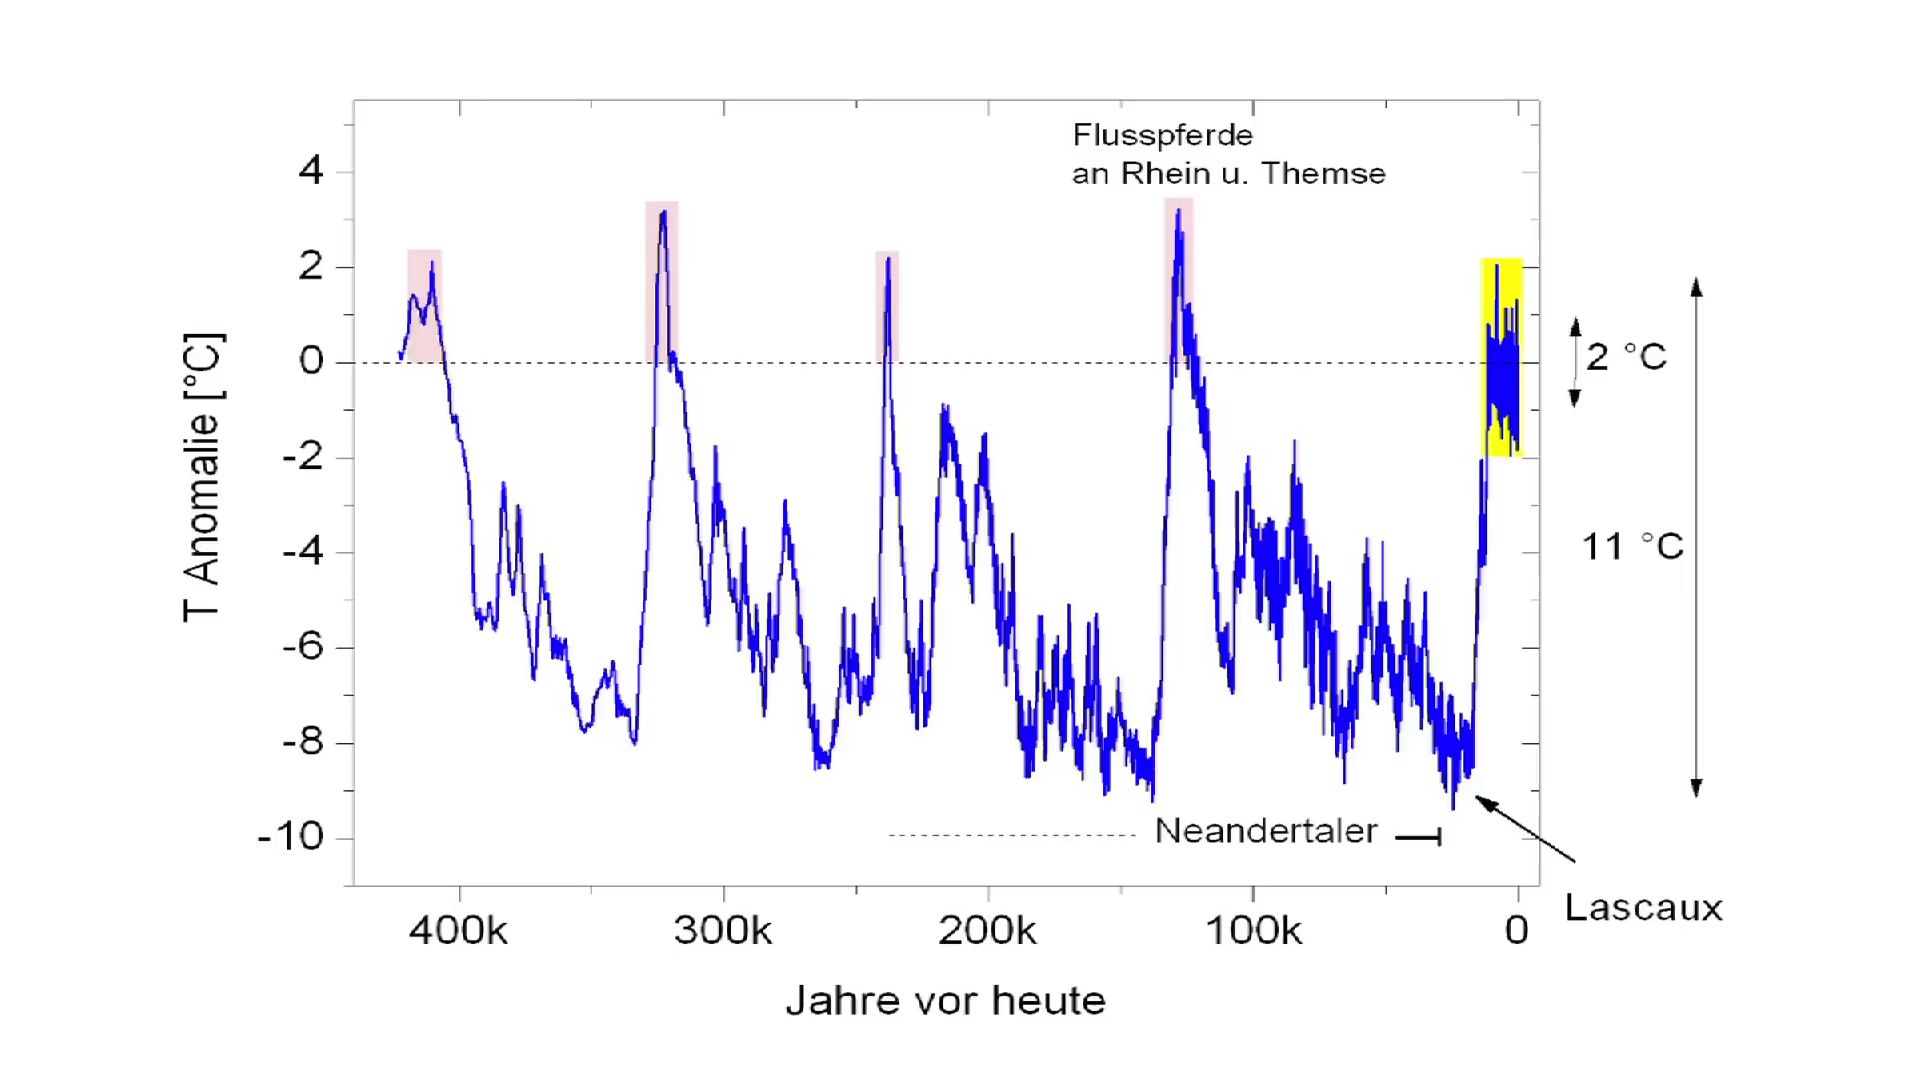 Flusspferde
an Rhein u. Themse
4
2
0
-2
-4
-6
-8
-10
T Anomalie [°C]
2 °C
11 °C
Neandertaler
Lascaux
400k 300k 200k 100k 0
Jahre vor heute